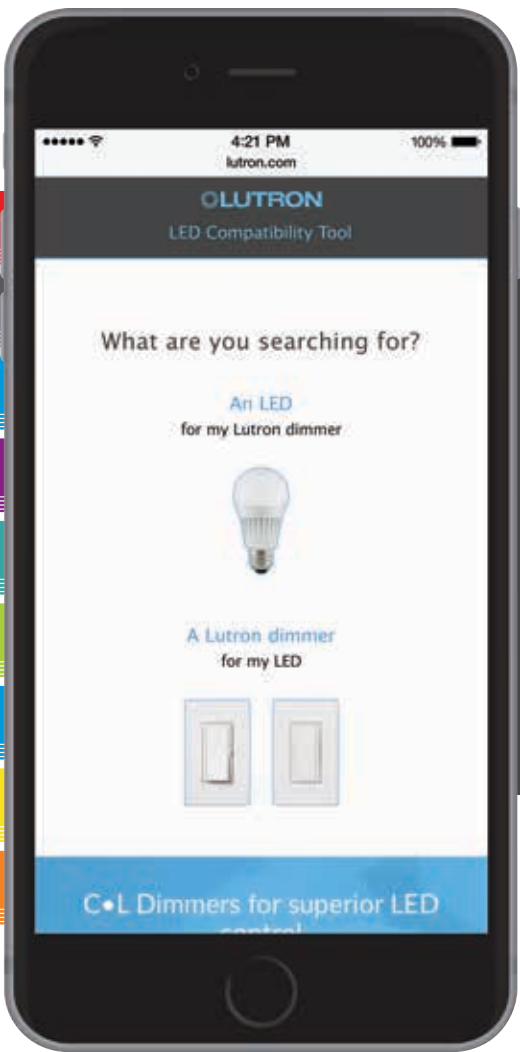 4:21 PM
100%
lutron.com
LUTRON
LED Compatibility Tool
What are you searching for?
An LED
for my Lutron dimmer
A Lutron dimmer
for my LED
C•L Dimmers for superior LED
control